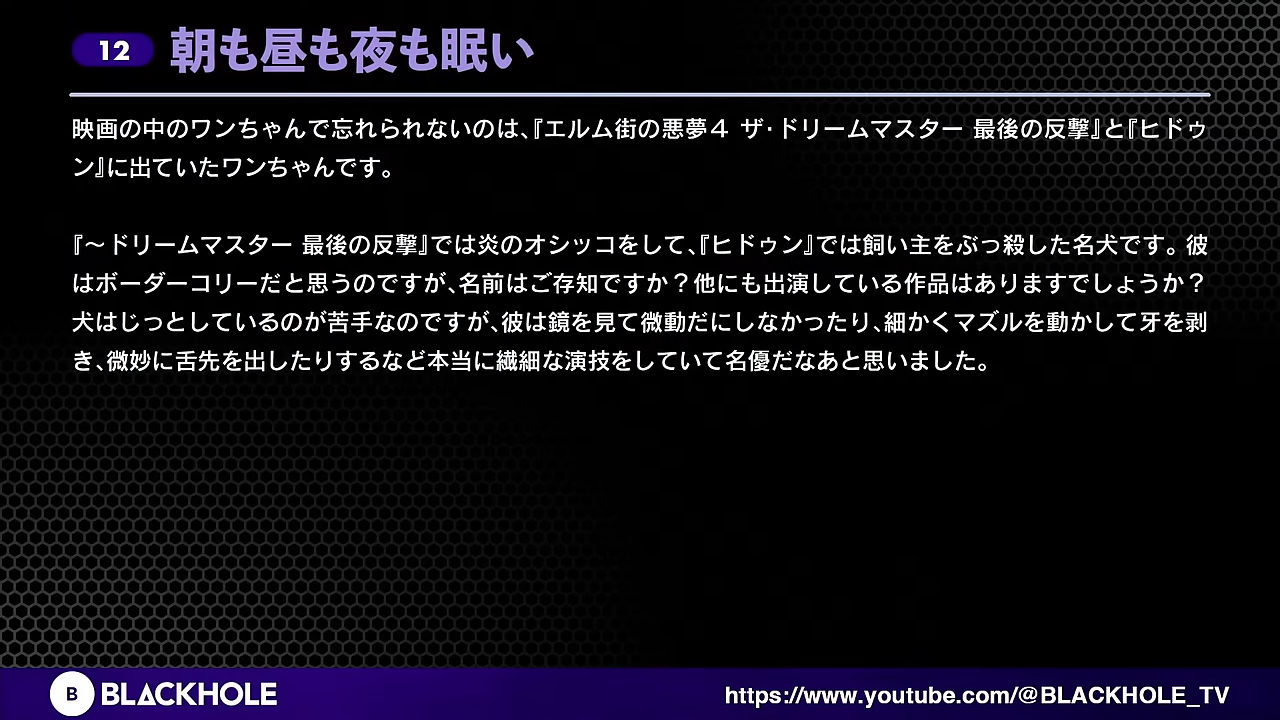 12 朝も昼も夜も眠い
映画の中のワンちゃんで忘れられないのは、『エルム街の悪夢4 ザ・ドリームマスター 最後の反撃』と『ヒドゥ
ン』に出ていたワンちゃんです。
『～ドリームマスター 最後の反撃』では炎のオシッコをして、『ヒドゥン』では飼い主をぶっ殺した名犬です。彼
はボーダーコリーだと思うのですが、名前はご存知ですか？他にも出演している作品はありますでしょうか？
犬はじっとしているのが苦手なのですが、彼は鏡を見て微動だにしなかったり、細かくマズルを動かして牙を剥
き、微妙に舌先を出したりするなど本当に繊細な演技をしていて名優だなあと思いました。
B BLACKHOLE
https://www.youtube.com/@BLACKHOLE_TV